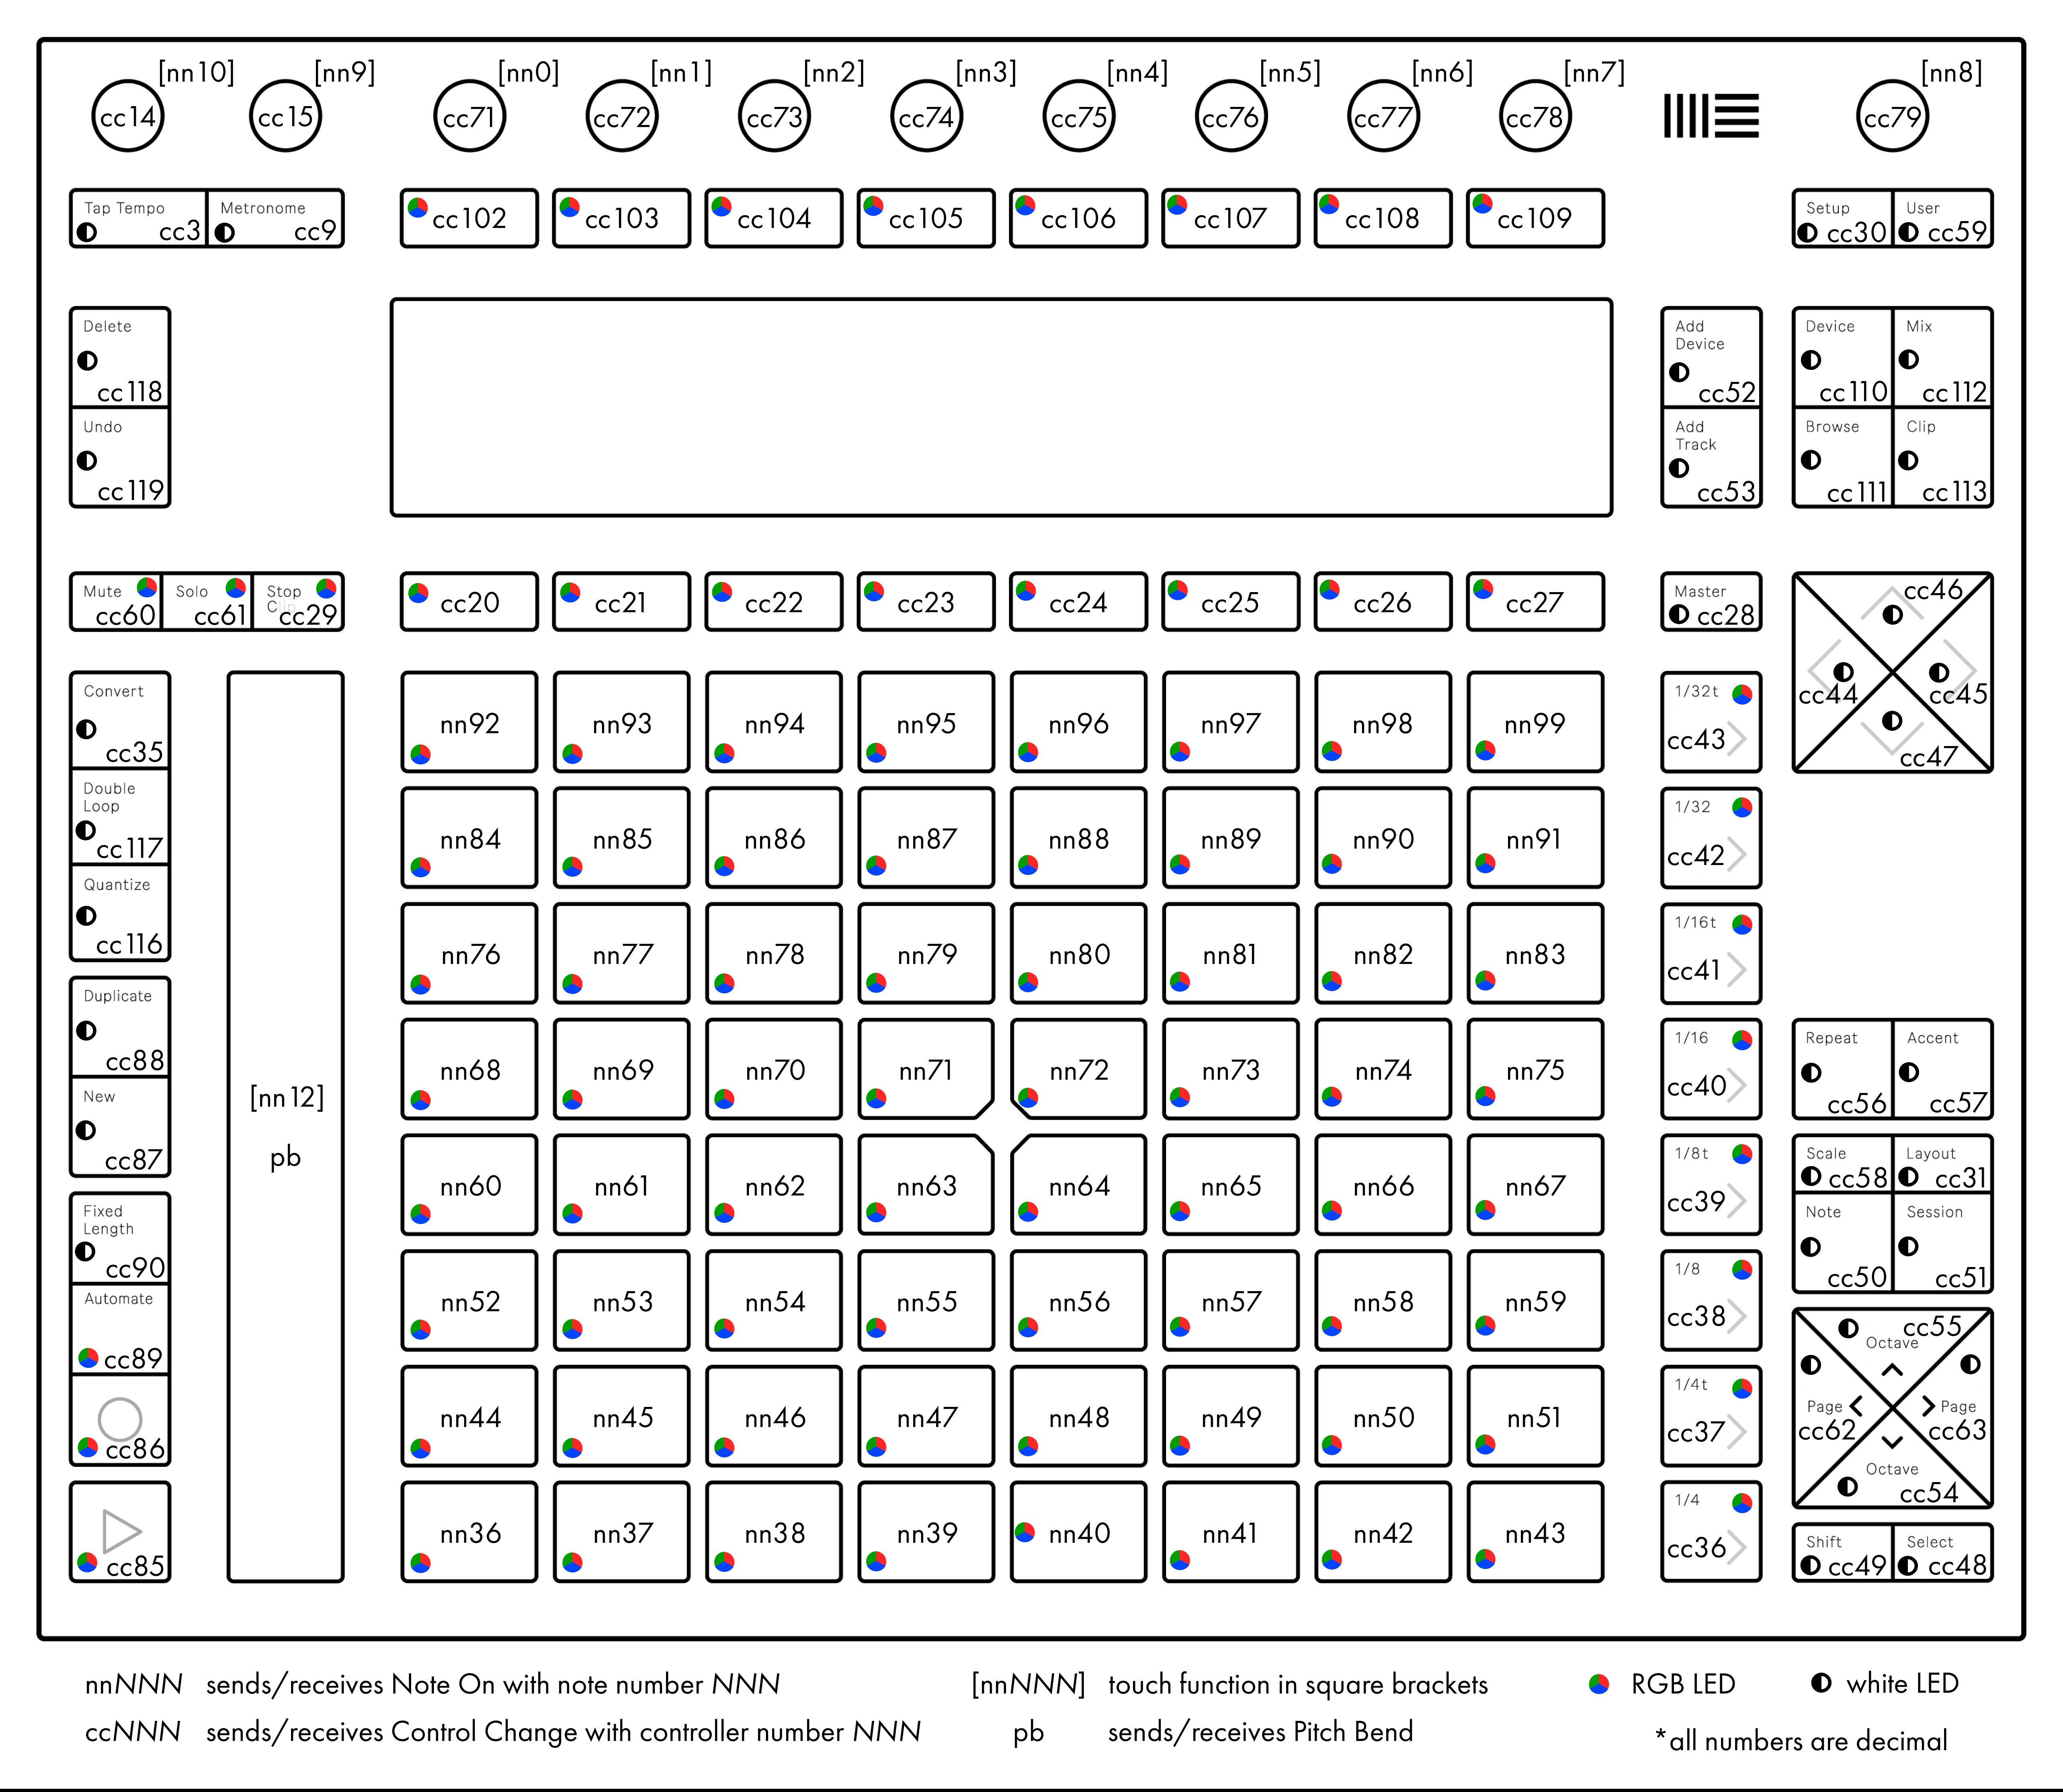 [nn10] [nn9] [nn0] [nn1] [nn2] [nn3] [nn4] [nn5] [nn6] [nn7] [nn8]
cc14 cc15 cc71 cc72 cc73 cc74 cc75 cc76 cc77 cc78 cc79
Tap Tempo Metronome Setup User
cc3 cc9 cc102 cc103 cc104 cc105 cc106 cc107 cc108 cc109 cc30 cc59
Delete Add Device Device Mix
cc118 cc52 cc110 cc112
Undo Add Track Browse Clip
cc119 cc53 cc111 cc113
Mute Solo Stop Clip Master cc46
cc60 cc61 cc29 cc20 cc21 cc22 cc23 cc24 cc25 cc26 cc27 cc28
cc44 cc45
cc47
Convert 1/32t
cc35 nn92 nn93 nn94 nn95 nn96 nn97 nn98 nn99 cc43
Double Loop 1/32
cc117 nn84 nn85 nn86 nn87 nn88 nn89 nn90 nn91 cc42
Quantize 1/16t
cc116 nn76 nn77 nn78 nn79 nn80 nn81 nn82 nn83 cc41
Duplicate 1/16 Repeat Accent
cc88 nn68 nn69 nn70 nn71 nn72 nn73 nn74 nn75 cc40 cc56 cc57
New
cc87
[nn12]
pb
1/8t Scale Layout
nn60 nn61 nn62 nn63 nn64 nn65 nn66 nn67 cc39 cc58 cc31
Fixed Length 1/8 Note Session
cc90 nn52 nn53 nn54 nn55 nn56 nn57 nn58 nn59 cc38 cc50 cc51
Automate cc55
Octave
cc89
1/4t Page Page
cc86 nn44 nn45 nn46 nn47 nn48 nn49 nn50 nn51 cc37 cc62 cc63
Octave
cc54
1/4 Shift Select
cc85 nn36 nn37 nn38 nn39 nn40 nn41 nn42 nn43 cc36 cc49 cc48
nnNNN sends/receives Note On with note number NNN [nnNNN] touch function in square brackets RGB LED white LED
ccNNN sends/receives Control Change with controller number NNN pb sends/receives Pitch Bend *all numbers are decimal